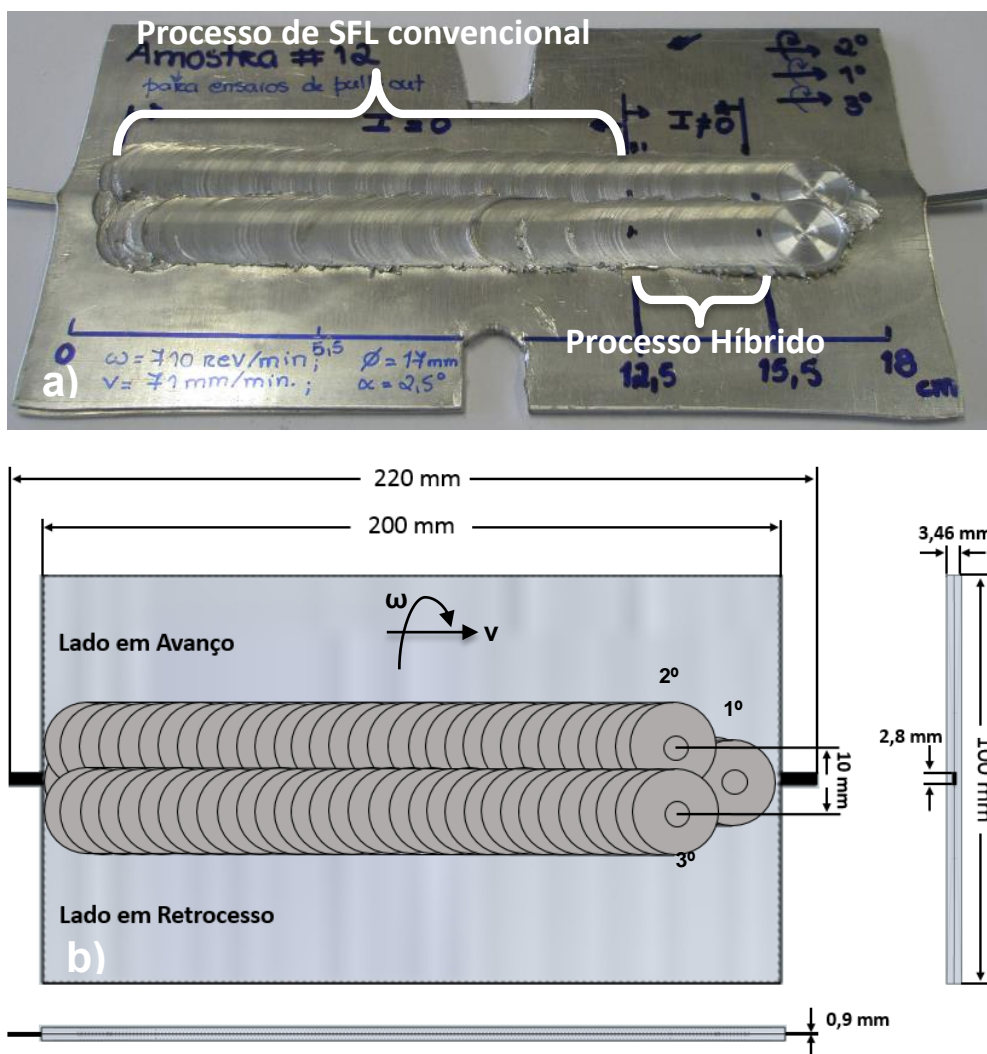 Processo de SFL convencional
Amostra # 12
para ensaios de pull out
I = 0
I ≠ 0
2º
1º
3º
Processo Híbrido
0
5,5
12,5
15,5
18
cm
ω = 710 Rev/min; ϕ = 17mm
v = 71 mm/min.; α = 2,5°
a)
220 mm
200 mm
3,46 mm
ω
v
Lado em Avanço
2º
1º
10 mm
2,8 mm
100 mm
3º
Lado em Retrocesso
b)
0,9 mm